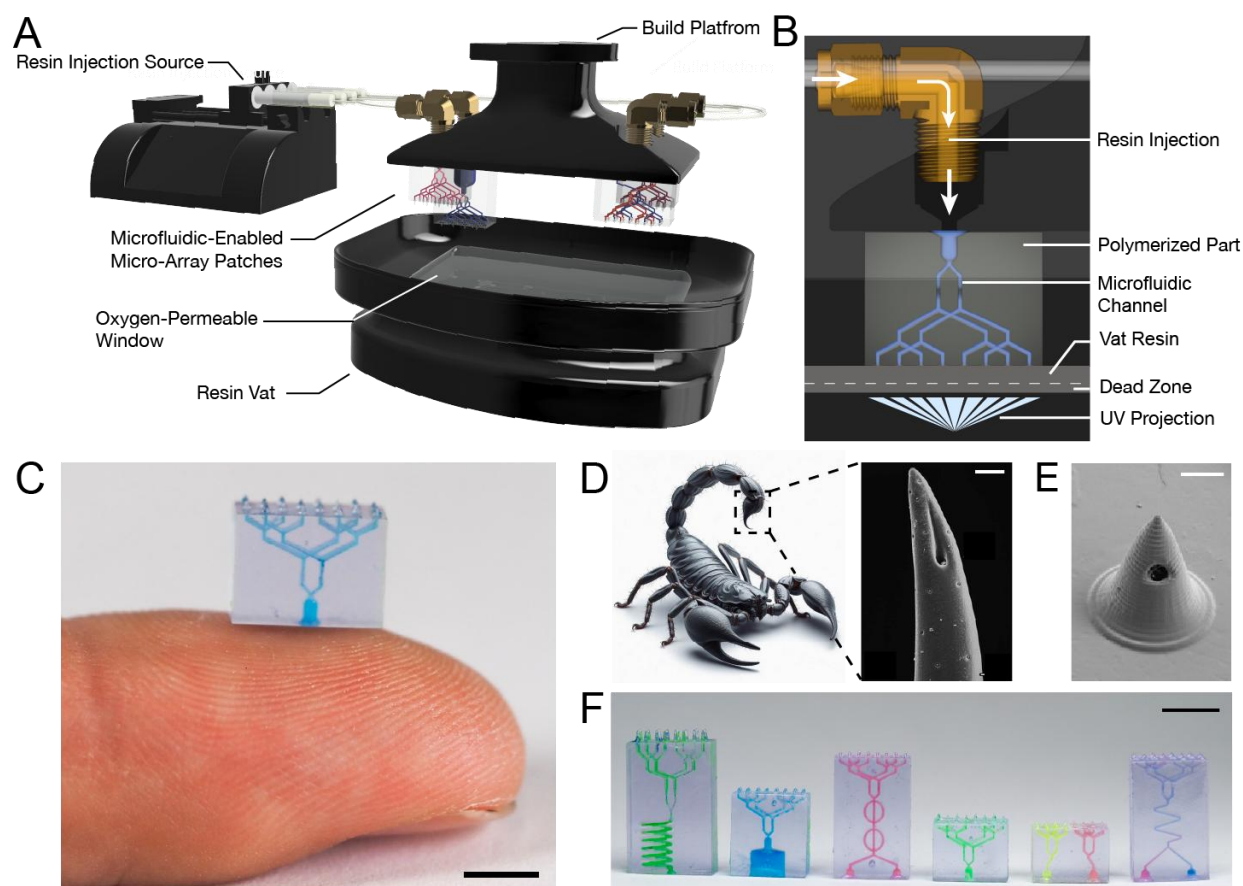 A
Resin Injection Source
Build Platfrom
Microfluidic-Enabled
Micro-Array Patches
Oxygen-Permeable
Window
Resin Vat
B
Resin Injection
Polymerized Part
Microfluidic
Channel
Vat Resin
Dead Zone
UV Projection
C
D
E
F